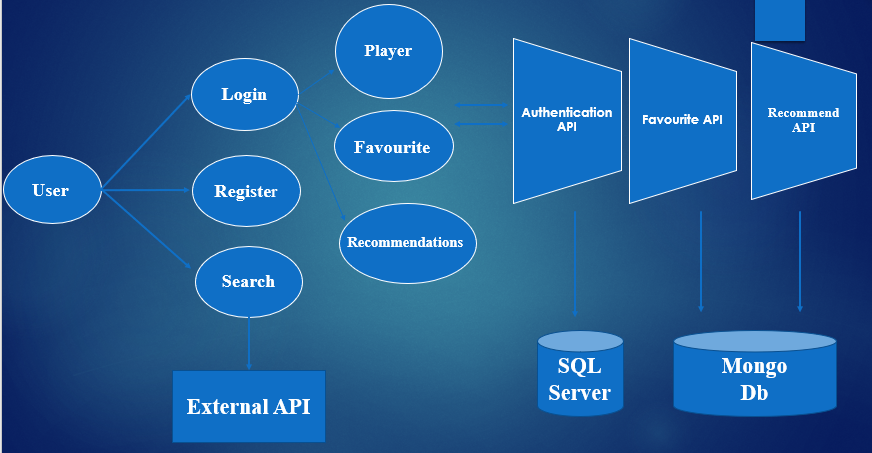 Player
Login
Authentication
API
Favourite API
Recommend
API
Favourite
User
Register
Recommendations
Search
External API
SQL
Server
Mongo
Db